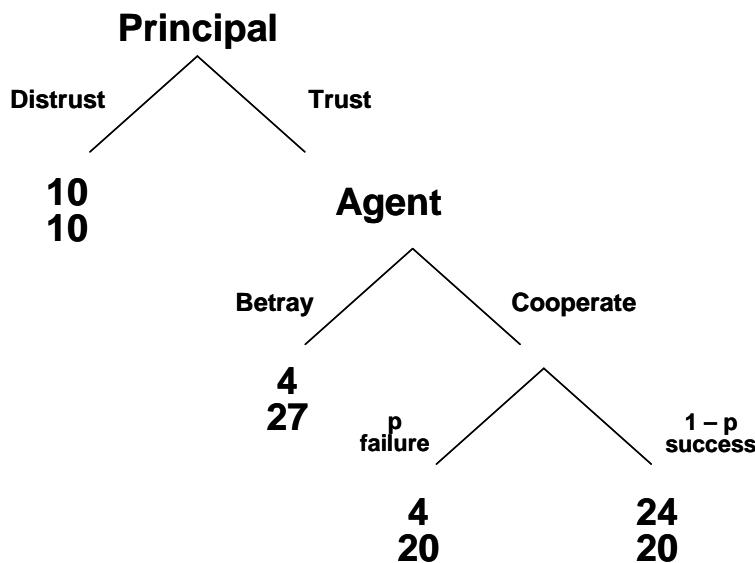 Principal
Distrust
Trust
10
10
Agent
Betray
Cooperate
4
27
p
failure
1 – p
success
4
20
24
20